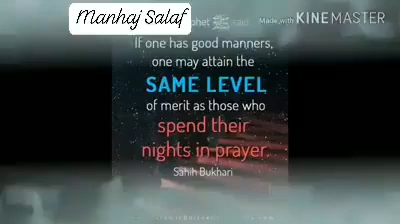 Manhaj Salaf
Made with KINEMASTER
said
If one has good manners,
one may attain the
SAME LEVEL
of merit as those who
spend their
nights in prayer.
Sahih Bukhari